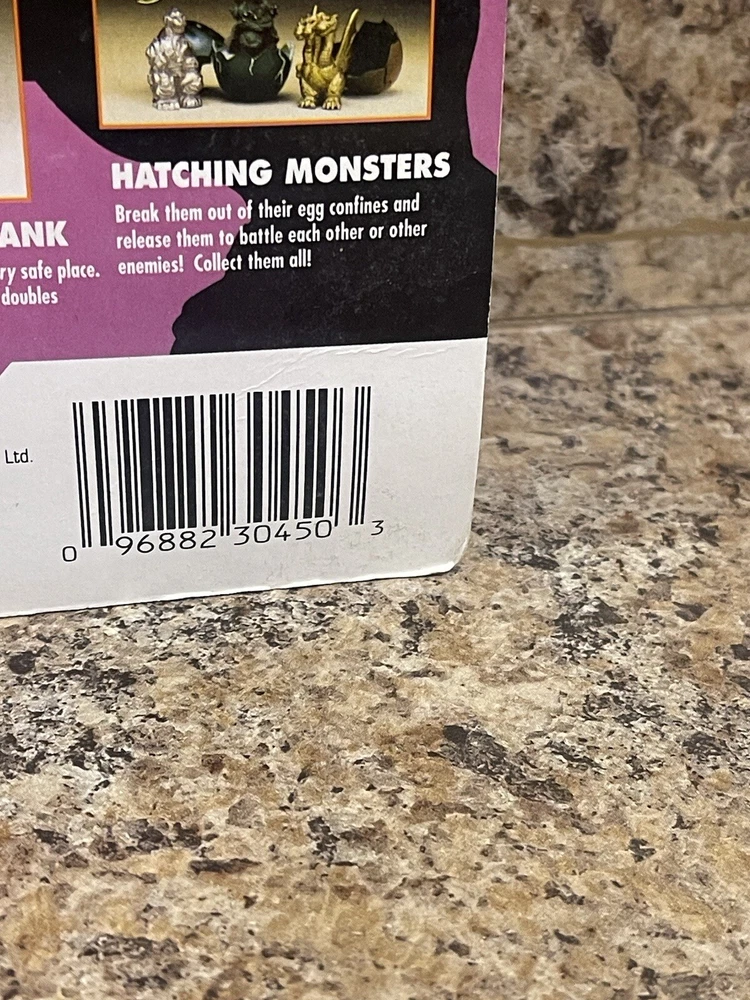 HATCHING MONSTERS
Break them out of their egg confines and
release them to battle each other or other
enemies! Collect them all!
ANK
ry safe place.
doubles
Ltd.
0 96882 30450 3